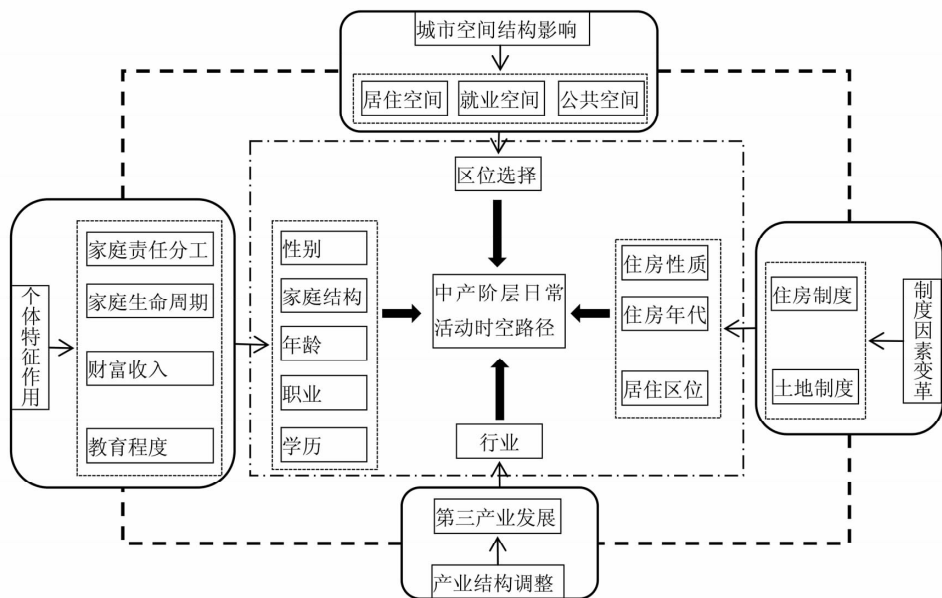 城市空间结构影响
居住空间
就业空间
公共空间
区位选择
个体特征作用
家庭责任分工
家庭生命周期
财富收入
教育程度
性别
家庭结构
年龄
职业
学历
中产阶层日常
活动时空路径
住房性质
住房年代
居住区位
住房制度
土地制度
制度因素变革
行业
第三产业发展
产业结构调整